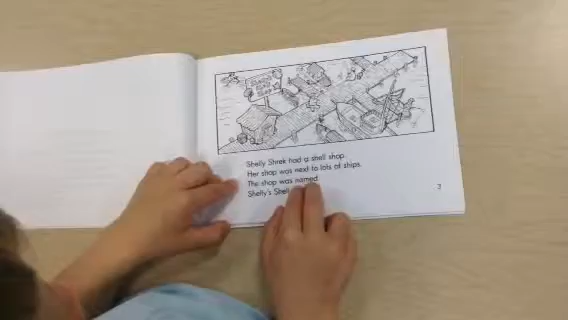 Shelly Shrek had a shell shop.
Her shop was next to lots of ships.
The shop was named
Shelly's Shell
3